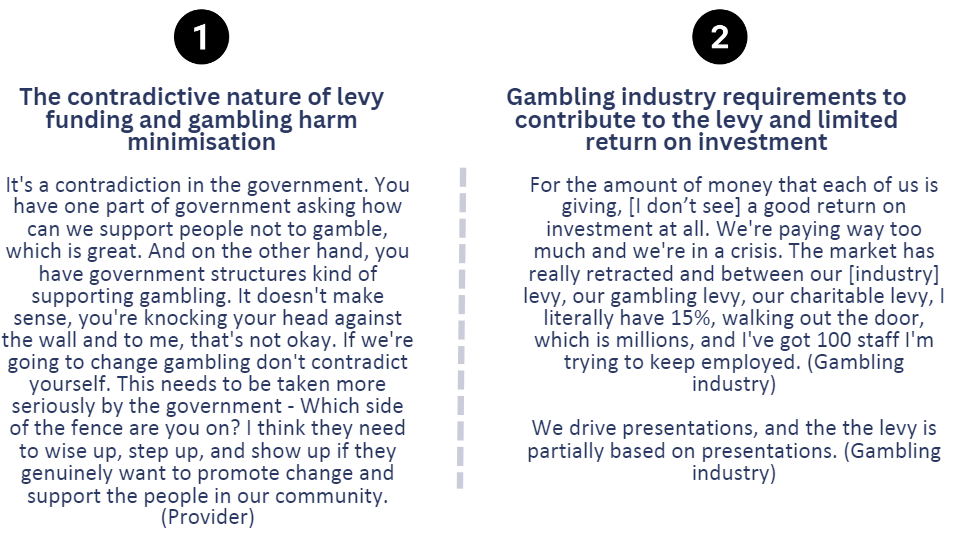 1
The contradictive nature of levy
funding and gambling harm
minimisation
It's a contradiction in the government. You
have one part of government asking how
can we support people not to gamble,
which is great. And on the other hand, you
have government structures kind of
supporting gambling. It doesn't make
sense, you're knocking your head against
the wall and to me, that's not okay. If we're
going to change gambling don't contradict
yourself. This needs to be taken more
seriously by the government - Which side
of the fence are you on? I think they need
to wise up, step up, and show up if they
genuinely want to promote change and
support the people in our community.
(Provider)
2
Gambling industry requirements to
contribute to the levy and limited
return on investment
For the amount of money that each of us is
giving, [I don’t see] a good return on
investment at all. We're paying way too
much and we're in a crisis. The market has
really retracted and between our [industry]
levy, our gambling levy, our charitable levy, I
literally have 15%, walking out the door,
which is millions, and I've got 100 staff I'm
trying to keep employed. (Gambling
industry)
We drive presentations, and the the levy is
partially based on presentations. (Gambling
industry)